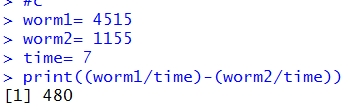 > #c
> worm1= 4515
> worm2= 1155
> time= 7
> print((worm1/time)-(worm2/time))
[1] 480